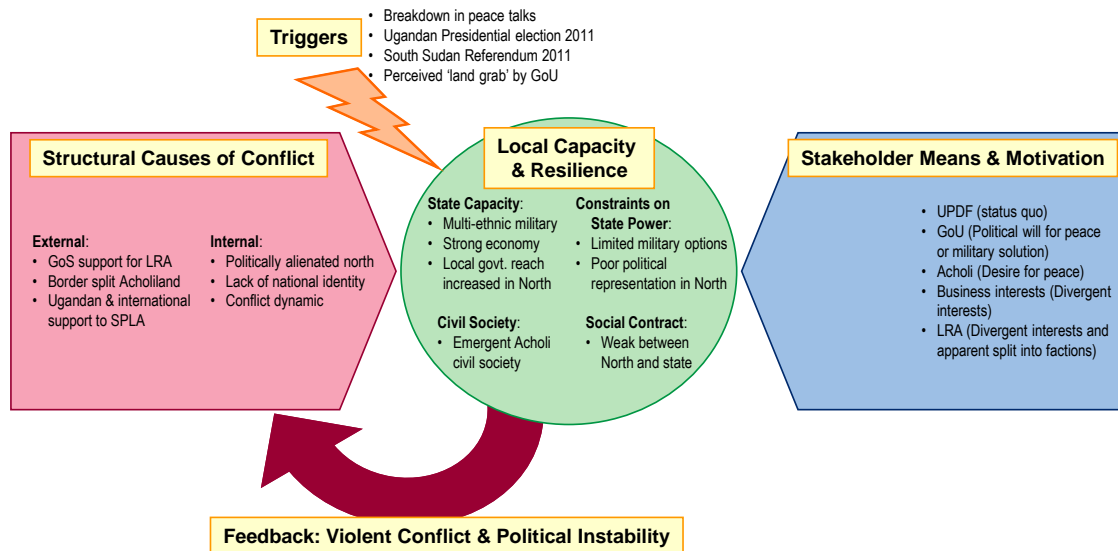 Triggers
• Breakdown in peace talks
• Ugandan Presidential election 2011
• South Sudan Referendum 2011
• Perceived ‘land grab’ by GoU
Structural Causes of Conflict
External:
• GoS support for LRA
• Border split Acholiland
• Ugandan & international
support to SPLA
Internal:
• Politically alienated north
• Lack of national identity
• Conflict dynamic
Local Capacity
& Resilience
State Capacity:
• Multi-ethnic military
• Strong economy
• Local govt. reach
increased in North
Constraints on
State Power:
• Limited military options
• Poor political
representation in North
Civil Society:
• Emergent Acholi
civil society
Social Contract:
• Weak between
North and state
Stakeholder Means & Motivation
• UPDF (status quo)
• GoU (Political will for peace
or military solution)
• Acholi (Desire for peace)
• Business interests (Divergent
interests)
• LRA (Divergent interests and
apparent split into factions)
Feedback: Violent Conflict & Political Instability